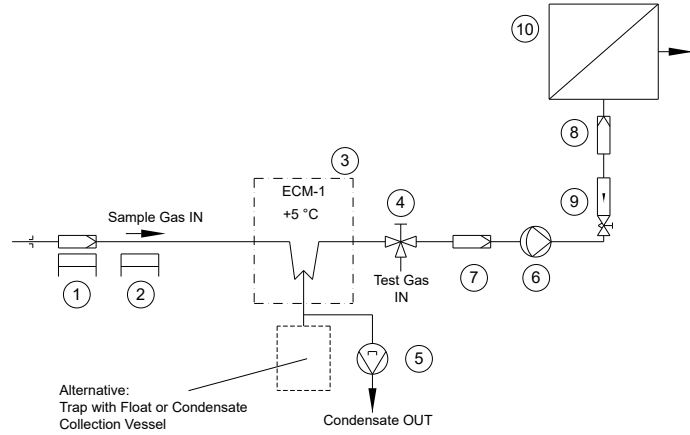 10
8
3
ECM-1
+5 °C
9
4
Sample Gas IN
Test Gas
IN
1
2
7
6
5
Alternative:
Trap with Float or Condensate
Collection Vessel
Condensate OUT